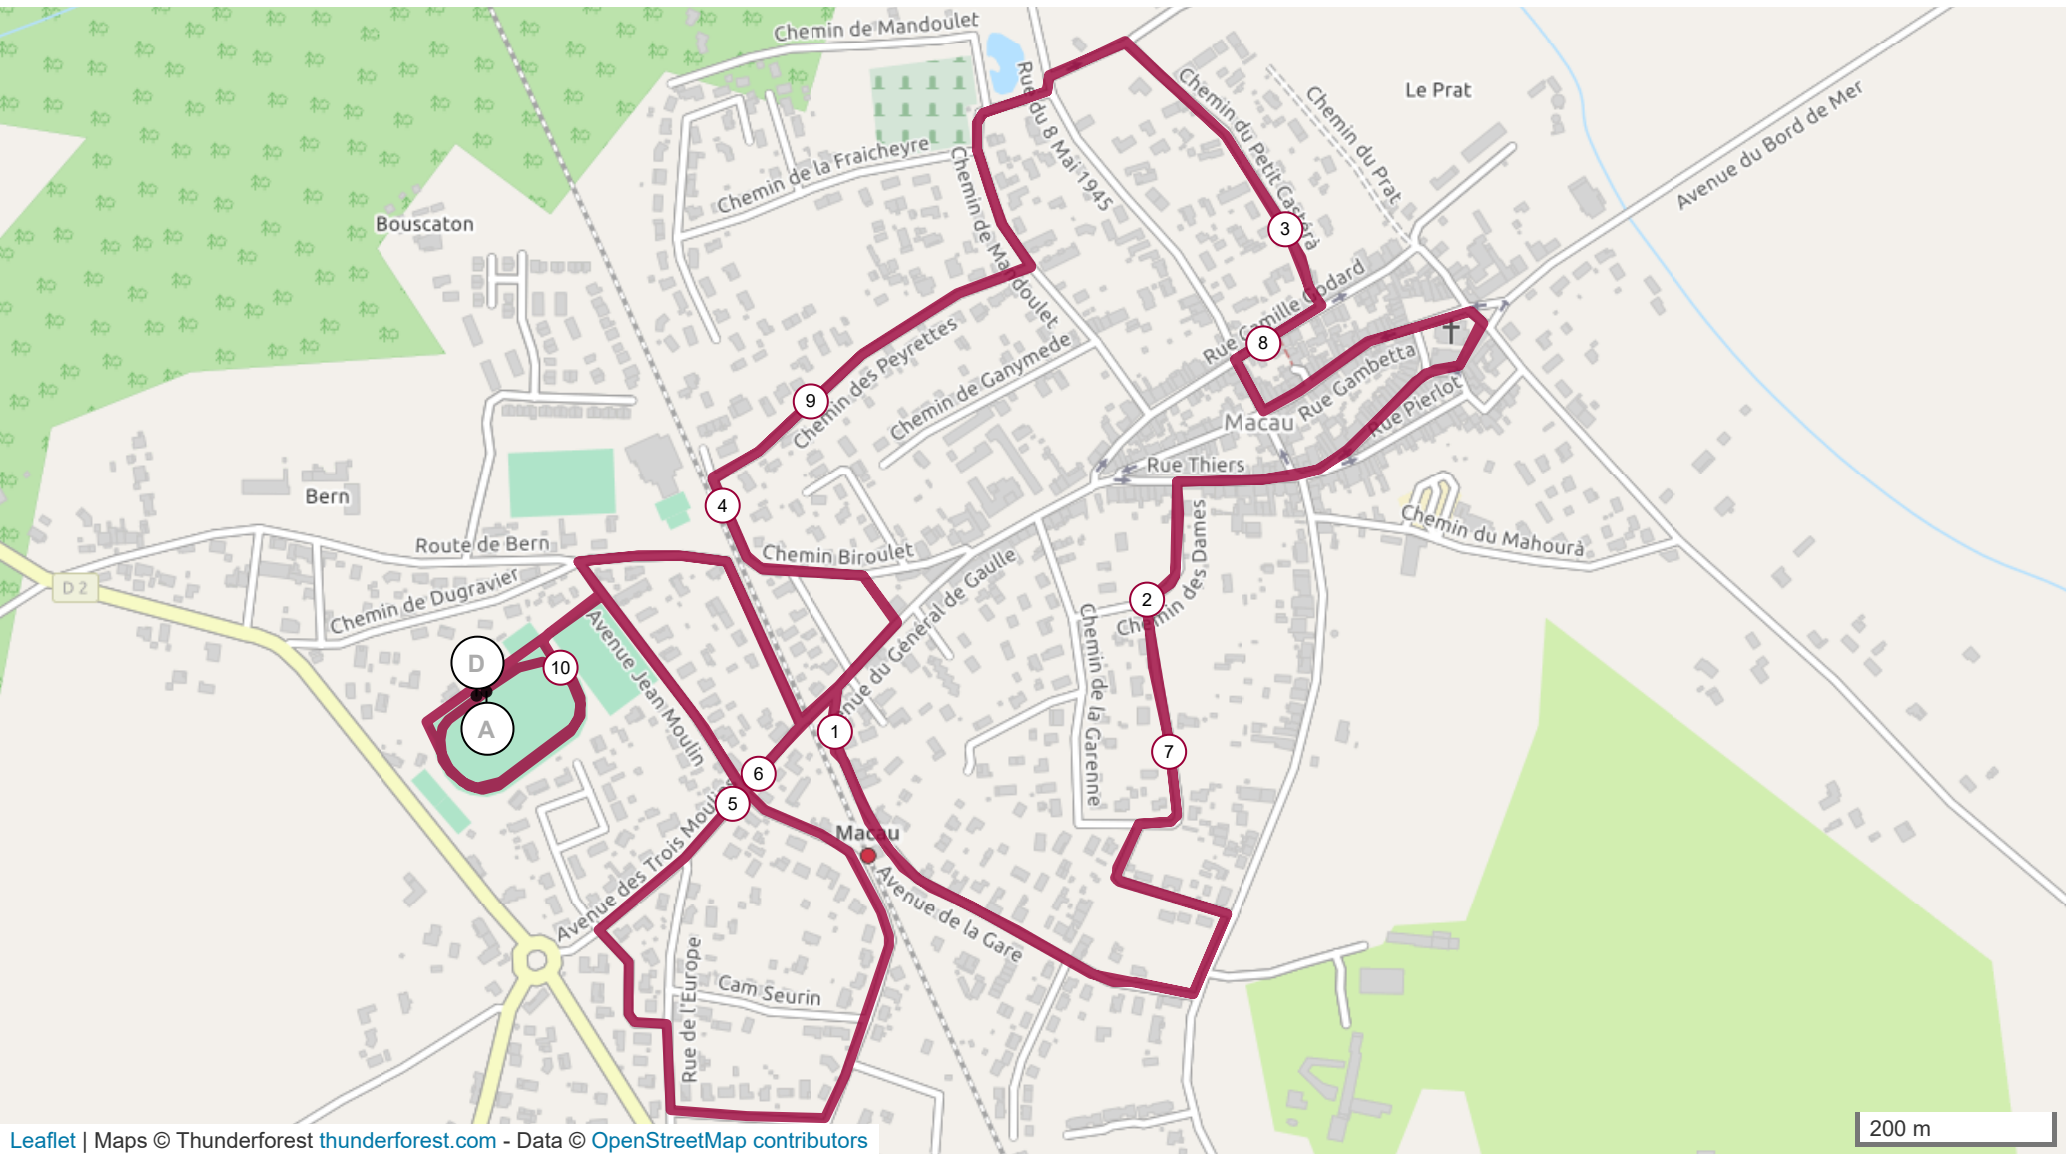 Chemin de Mandoulet
Rue du 8 Mai 1945
Chemin du Petit Castérà
Le Prat
Chemin du Prat
Avenue du Bord de Mer
Chemin de la Fraicheyre
Chemin de Mandoulet
Bouscaton
3
Rue Camille Godard
8
Chemin des Peyrettes
Chemin de Ganymede
Rue Gambetta
9
Macau
Rue Pierlot
Rue Thiers
Bern
4
Chemin du Mahourà
Route de Bern
Chemin Biroulet
Avenue du Général de Gaulle
Chemin des Dames
D 2
Chemin de Dugravier
2
Chemin de la Garenne
D
10
Avenue Jean Moulin
A
1
7
6
5
Macau
Avenue des Trois Moulins
Avenue de la Gare
Rue de l'Europe
Cam Seurin
200 m
Leaflet | Maps © Thunderforest thunderforest.com - Data © OpenStreetMap contributors